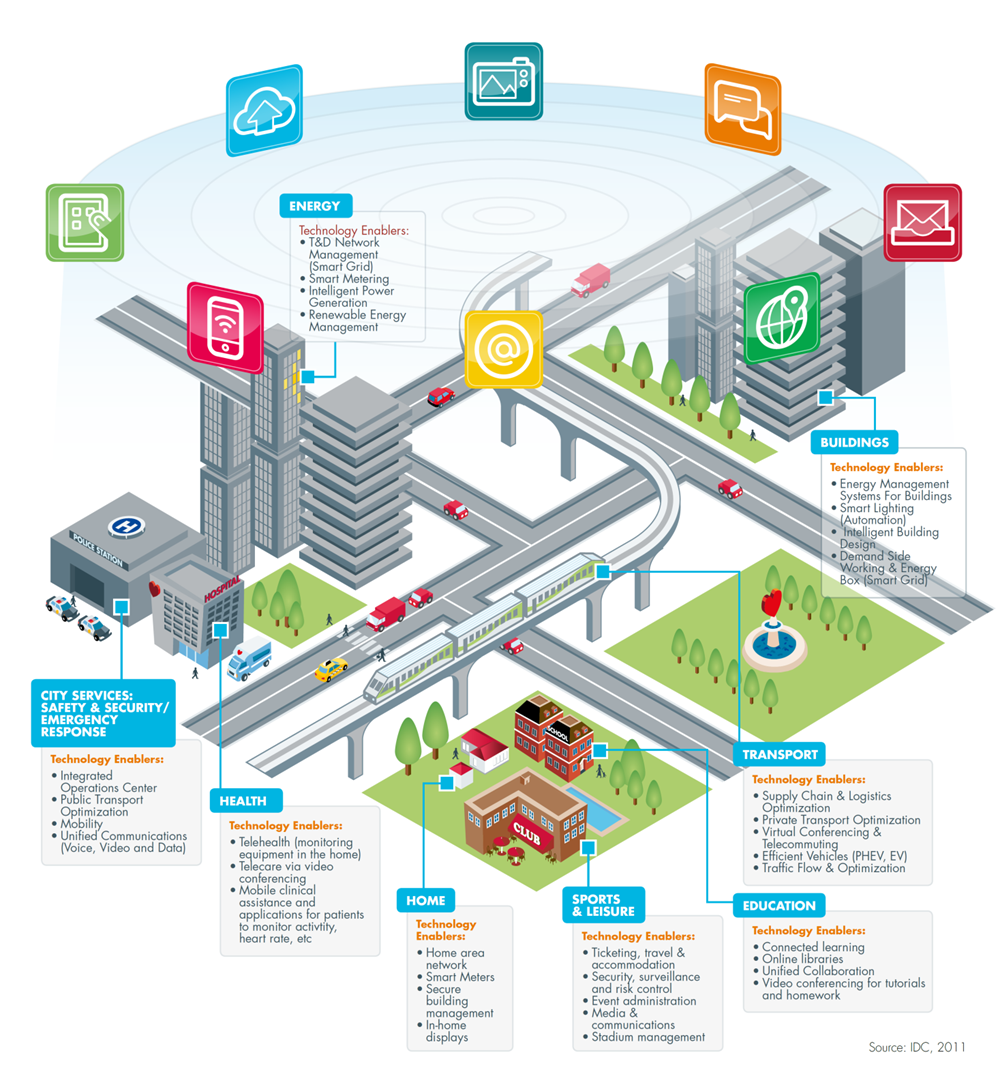 ENERGY
Technology Enablers:
• T&D Network
Management
(Smart Grid)
• Smart Metering
• Intelligent Power
Generation
• Renewable Energy
Management
@
BUILDINGS
Technology Enablers:
• Energy Management
Systems For Buildings
• Smart Lighting
(Automation)
• Intelligent Building
Design
• Demand Side
Working & Energy
Box (Smart Grid)
H
POLICE STATION
HOSPITAL
CITY SERVICES:
SAFETY & SECURITY/
EMERGENCY
RESPONSE
Technology Enablers:
• Integrated
Operations Center
• Public Transport
Optimization
• Mobility
• Unified Communications
(Voice, Video and Data)
HEALTH
Technology Enablers:
• Telehealth (monitoring
equipment in the home)
• Telecare via video
conferencing
• Mobile clinical
assistance and
applications for patients
to monitor activtity,
heart rate, etc
SCHOOL
CLUB
TRANSPORT
Technology Enablers:
• Supply Chain & Logistics
Optimization
• Private Transport Optimization
• Virtual Conferencing &
Telecommuting
• Efficient Vehicles (PHEV, EV)
• Traffic Flow & Optimization
HOME
Technology
Enablers:
• Home area
network
• Smart Meters
• Secure
building
management
• In-home
displays
SPORTS
& LEISURE
Technology Enablers:
• Ticketing, travel &
accommodation
• Security, surveillance
and risk control
• Event administration
• Media &
communications
• Stadium management
EDUCATION
Technology Enablers:
• Connected learning
• Online libraries
• Unified Collaboration
• Video conferencing for tutorials
and homework
Source: IDC, 2011